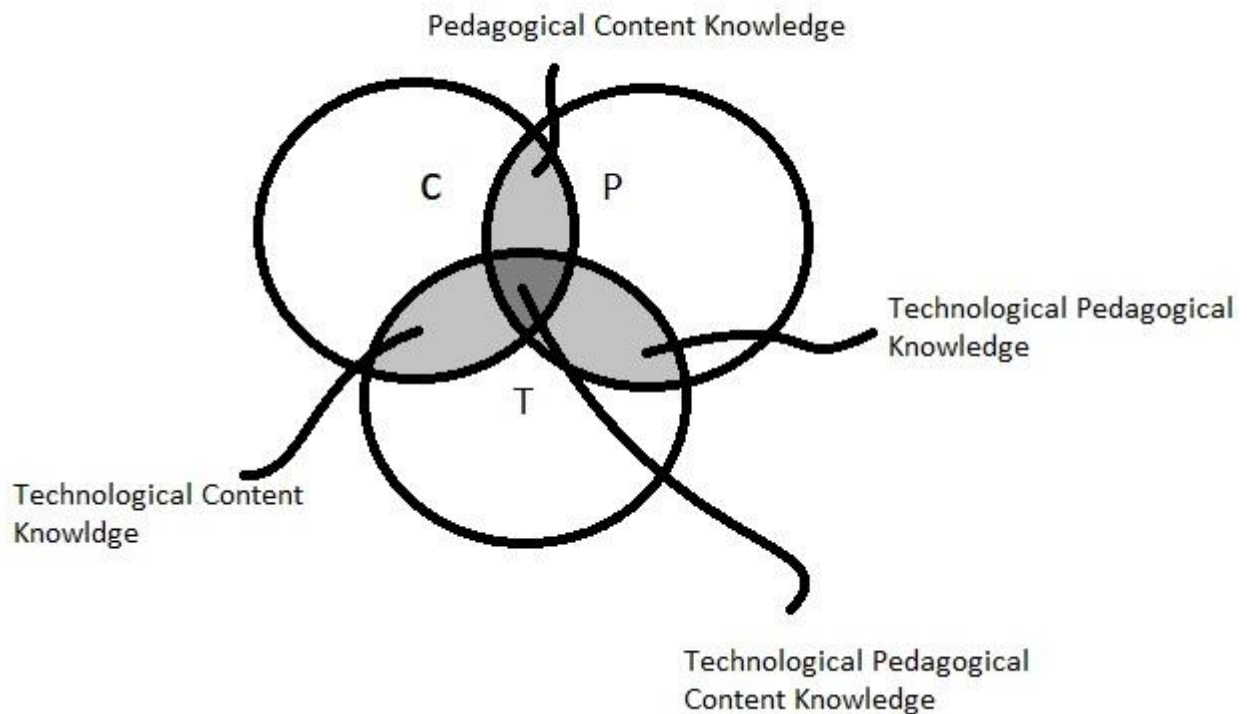 Pedagogical Content Knowledge
C
P
Technological Pedagogical
Knowledge
T
Technological Content
Knowldge
Technological Pedagogical
Content Knowledge